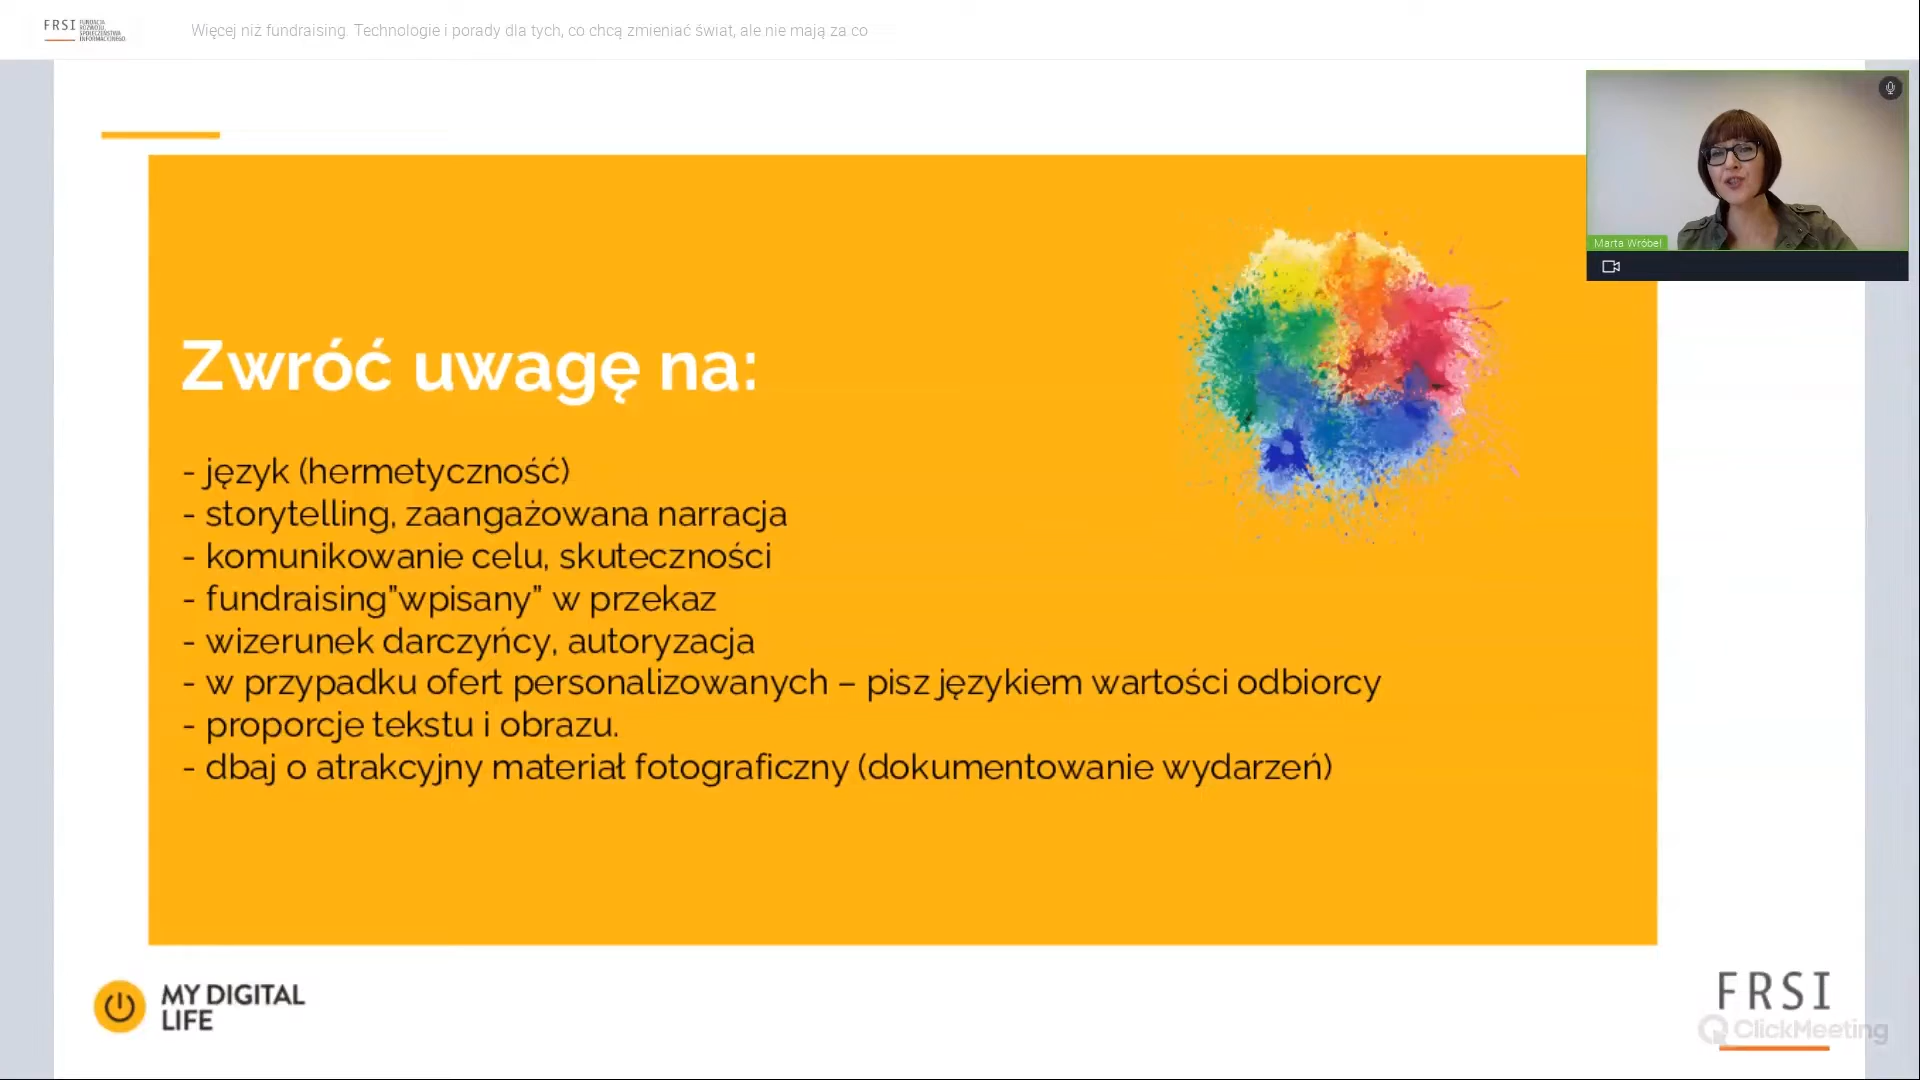 FRSI FUNDACJA
ROZWOJU
SPOŁECZEŃSTWA
INFORMACYJNEGO
Więcej niż fundraising. Technologie i porady dla tych, co chcą zmieniać świat, ale nie mają za co
Marta Wróbel
Zwróć uwagę na:
- język (hermetyczność)
- storytelling, zaangażowana narracja
- komunikowanie celu, skuteczności
- fundraising”wpisany” w przekaz
- wizerunek darczyńcy, autoryzacja
- w przypadku ofert personalizowanych – pisz językiem wartości odbiorcy
- proporcje tekstu i obrazu.
- dbaj o atrakcyjny materiał fotograficzny (dokumentowanie wydarzeń)
MY DIGITAL
LIFE
FRSI
ClickMeeting